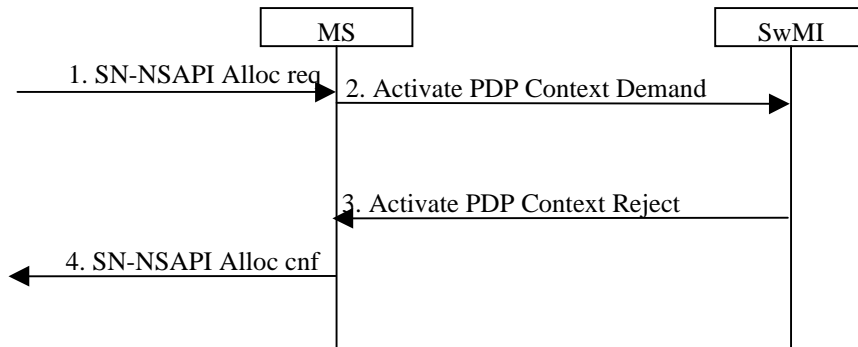 MS
SwMI
1. SN-NSAPI Alloc req
2. Activate PDP Context Demand
3. Activate PDP Context Reject
4. SN-NSAPI Alloc cnf